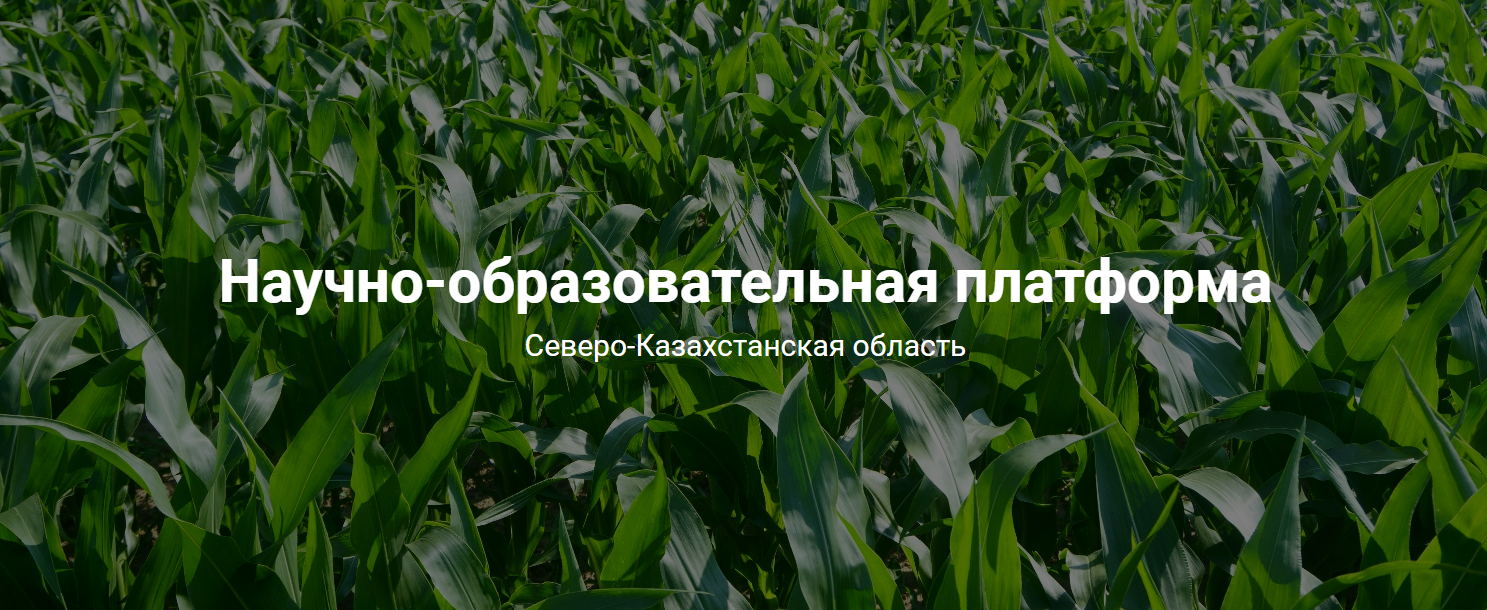 Научно-образовательная платформа
Северо-Казахстанская область